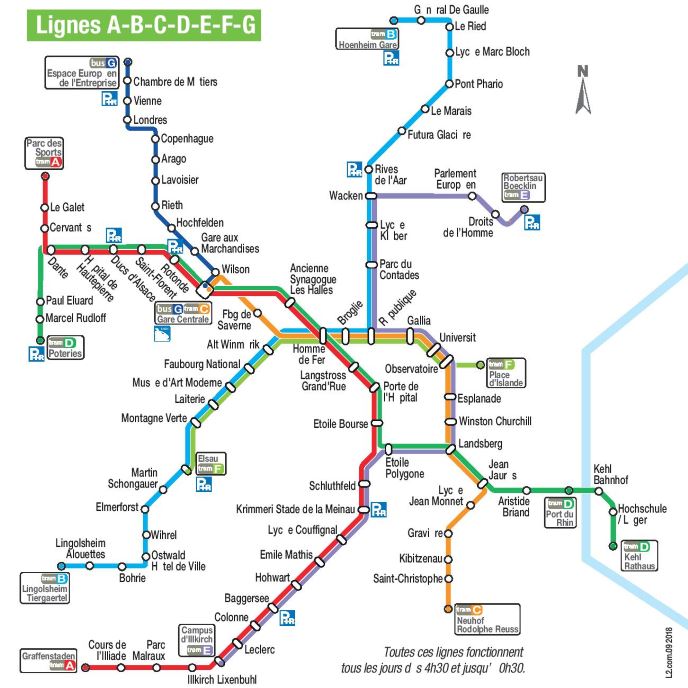 Lignes A-B-C-D-E-F-G
G n ral De Gaulle
tram B
Hoenheim Gare
P+R
Le Ried
Lyc e Marc Bloch
Pont Phario
Le Marais
Futura Glaci re
N
bus G
Espace Europ en
de l'Entreprise
P+R
Chambre de M tiers
Vienne
Londres
Copenhague
Arago
Lavoisier
Rieth
Hochfelden
Gare aux
Marchandises
Wilson
Parc des
Sports
tram A
Le Galet
Cervant s
P+R
Rives
de l'Aar
Wacken
Parlement
Europ en
Robertsau
Boecklin
tram E
P+R
Droits
de l'Homme
Lyc e
Kl ber
Parc du
Contades
P+R
P+R
Dante
H pital de
Hautepierre
Ducs d'Alsace
Saint-Florent
Rotonde
Paul Eluard
Marcel Rudloff
P+R
tram D
Poteries
bus G tram C
Gare Centrale
Ancienne
Synagogue
Les Halles
Fbg de
Saverne
Broglie
R publique
Gallia
Universit
Alt Winm rik
Homme
de Fer
Observatoire
tram F
Place
d'Islande
Faubourg National
Mus e d'Art Moderne
Laiterie
Montagne Verte
Langstross
Grand'Rue
Porte de
l'H pital
Esplanade
Winston Churchill
Etoile Bourse
Landsberg
Elsau
tram F
P+R
Etoile
Polygone
Jean
Jaur s
Martin
Schongauer
Schluthfeld
Elmerforst
Krimmeri Stade de la Meinau
P+R
Lyc e
Jean Monnet
Aristide
Briand
tram D
Port du
Rhin
Kehl
Bahnhof
Hochschule
/ L ger
tram D
Kehl
Rathaus
Wihrel
Ostwald
H tel de Ville
Lingolsheim
Alouettes
Bohrie
tram B
Lingolsheim
Tiergaertel
Lyc e Couffignal
Emile Mathis
Hohwart
Baggersee
P+R
Colonne
Leclerc
Gravi re
Kibitzenau
Saint-Christophe
tram C
Neuhof
Rodolphe Reuss
Campus
d'Illkirch
tram E
Graffenstaden
tram A
Cours de
l'Illiade
Parc
Malraux
Illkirch Lixenbuhl
Toutes ces lignes fonctionnent
tous les jours d s 4h30 et jusqu' 0h30.
L2.com.09 2018